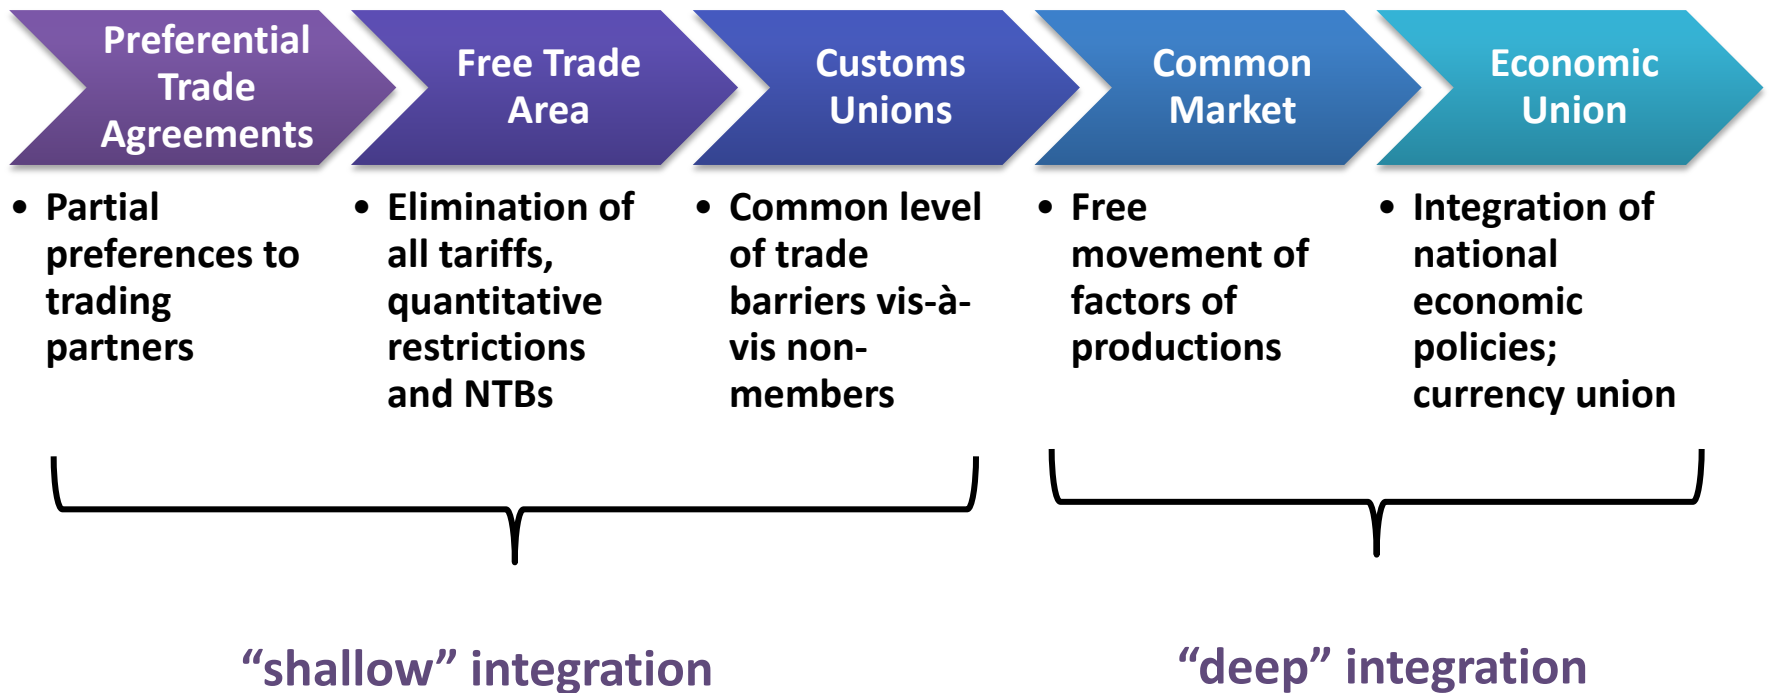 Preferential
Trade
Agreements
Free Trade
Area
Customs
Unions
Common
Market
Economic
Union
• Partial
preferences to
trading
partners
• Elimination of
all tariffs,
quantitative
restrictions
and NTBs
• Common level
of trade
barriers vis-à-
vis non-
members
• Free
movement of
factors of
productions
• Integration of
national
economic
policies;
currency union
“shallow” integration
“deep” integration